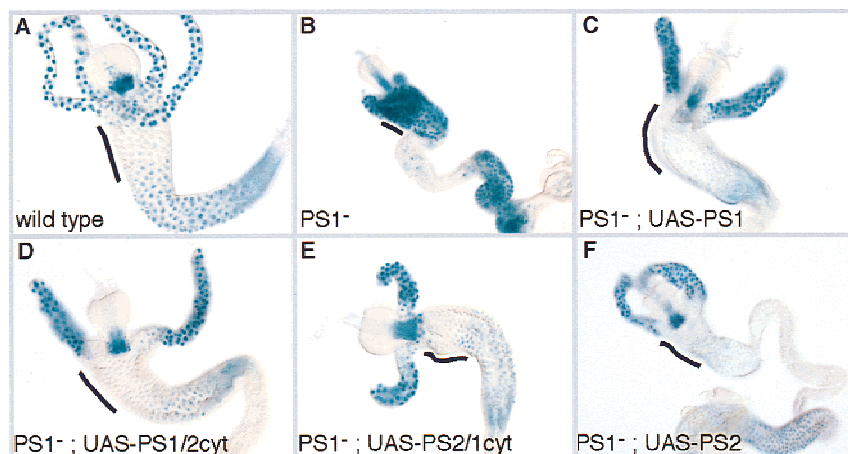 A
wild type
B
PS1-
C
PS1- ; UAS-PS1
D
PS1- ; UAS-PS1/2cyt
E
PS1- ; UAS-PS2/1cyt
F
PS1- ; UAS-PS2